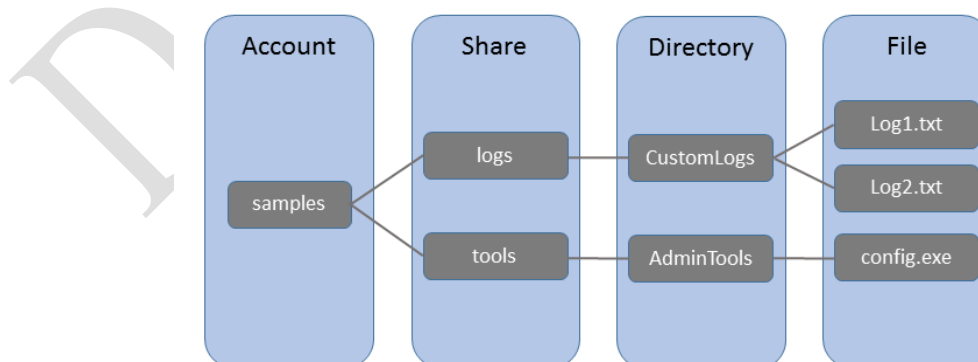 Account
Share
Directory
File
samples
logs
tools
CustomLogs
AdminTools
Log1.txt
Log2.txt
config.exe